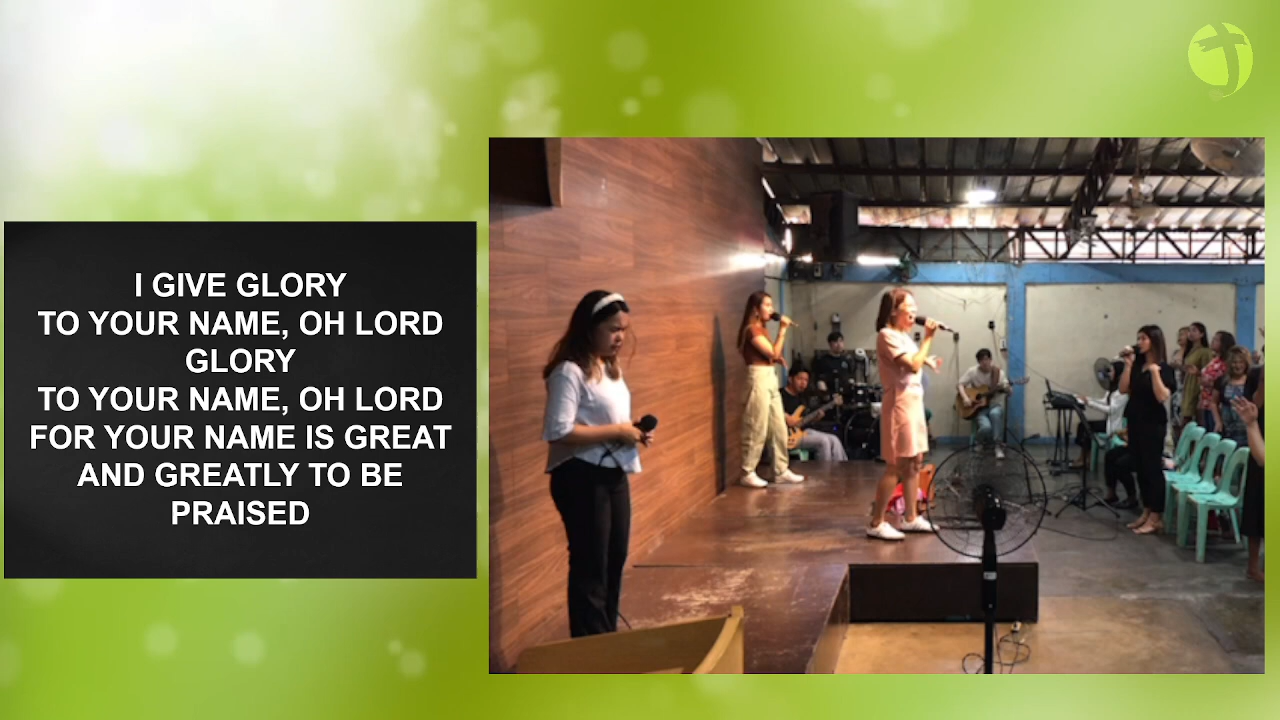 I GIVE GLORY
TO YOUR NAME, OH LORD
GLORY
TO YOUR NAME, OH LORD
FOR YOUR NAME IS GREAT
AND GREATLY TO BE
PRAISED